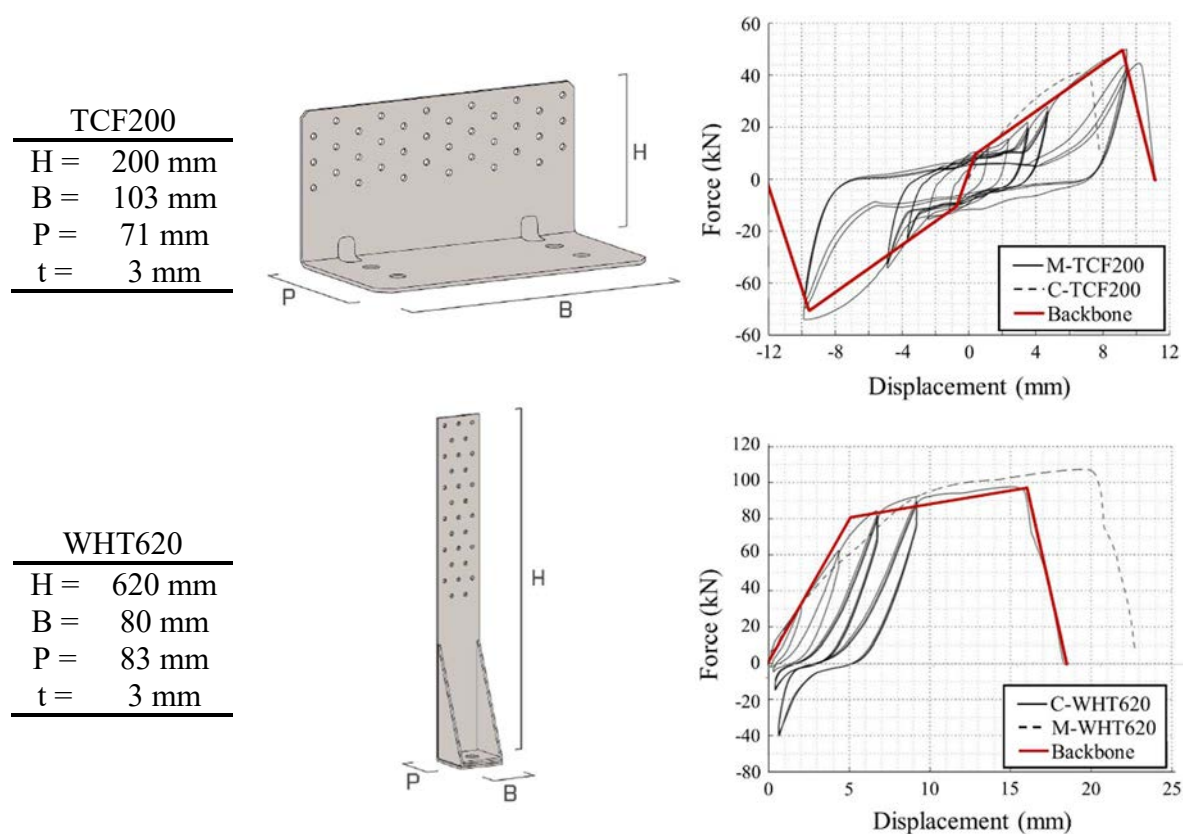 TCF200
H = 200 mm
B = 103 mm
P = 71 mm
t = 3 mm
H
P
B
Force (kN)
60
40
20
0
-20
-60
-60
-12
-8
-4
0
4
8
12
Displacement (mm)
M-TCF200
C-TCF200
Backbone
WHT620
H = 620 mm
B = 80 mm
P = 83 mm
t = 3 mm
H
P
B
Force (kN)
120
100
80
60
40
20
0
-20
-40
-60
-80
0
5
10
15
20
25
Displacement (mm)
C-WHT620
M-WHT620
Backbone